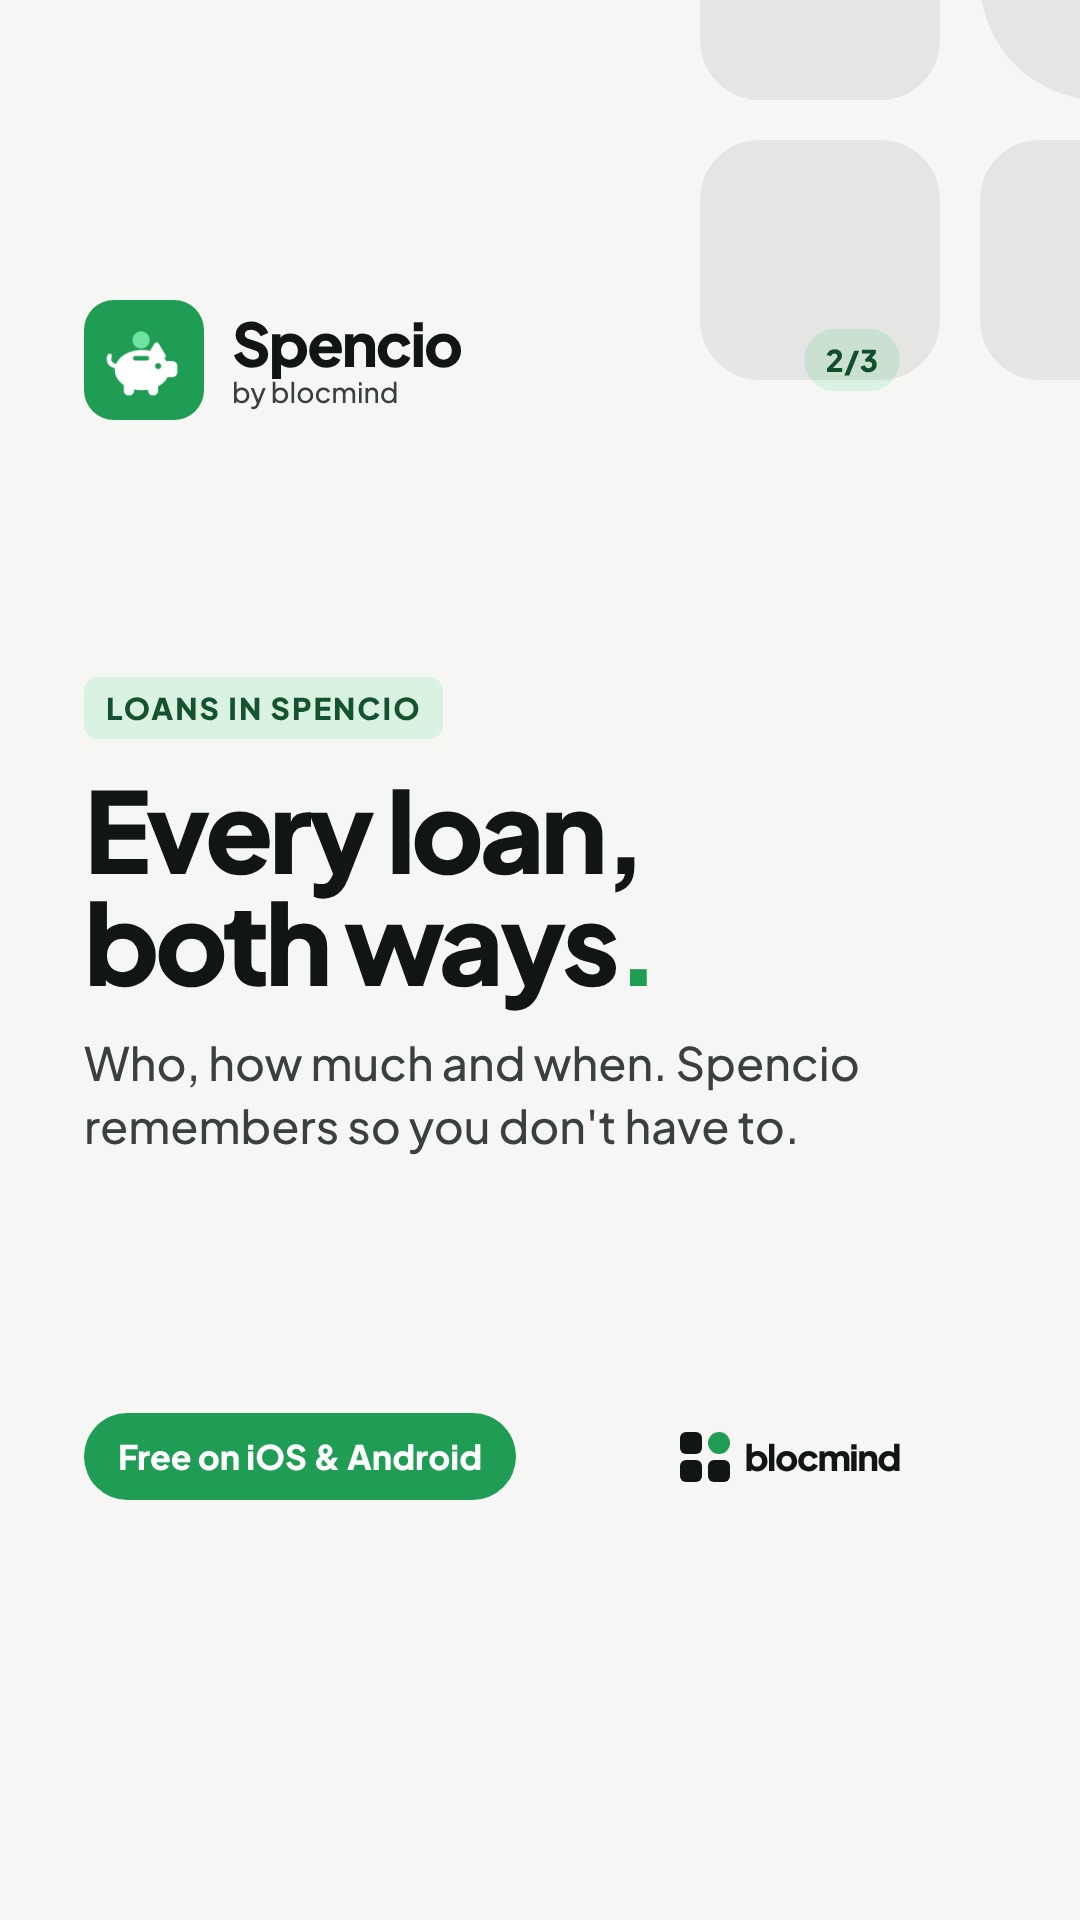 Spencio
by blocmind
2/3
LOANS IN SPENCIO
Every loan,
both ways.
Who, how much and when. Spencio
remembers so you don't have to.
Free on iOS & Android
blocmind